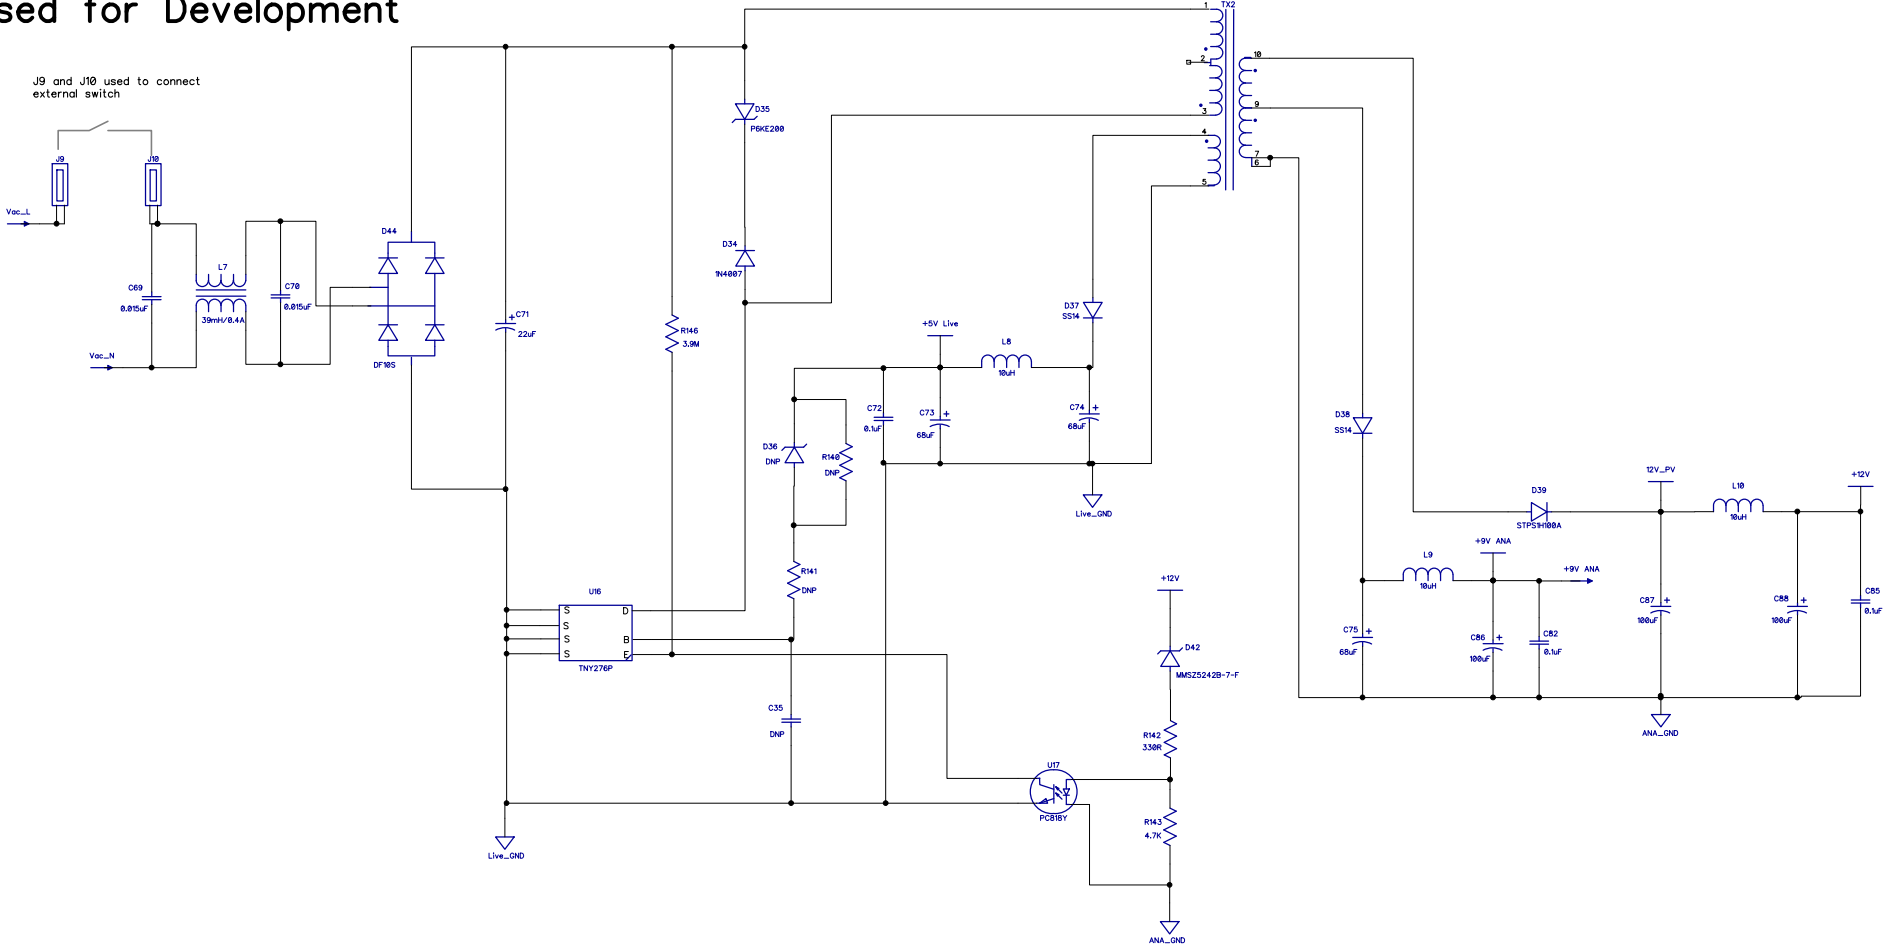 sed for Development
J9 and J10 used to connect
external switch
J9
J10
Vac_L
Vac_N
C69
0.015uF
L7
39mH/0.4A
C70
0.015uF
D44
DF10S
C71
22uF
R146
3.9M
D35
P6KE200
D34
1N4007
TX2
1
2
3
4
5
10
9
7
6
D37
SS14
+5V Live
L8
10uH
C72
0.1uF
C73
68uF
C74
68uF
Live_GND
D36
DNP
R140
DNP
R141
DNP
U16
S
S
S
S
D
B
E
TNY276P
C35
DNP
Live_GND
U17
PC818Y
+12V
D42
MMSZ5242B-7-F
R142
330R
R143
4.7K
ANA_GND
D38
SS14
D39
STPS1H100A
12V_PV
L10
10uH
+12V
L9
10uH
+9V ANA
+9V ANA
C75
68uF
C86
100uF
C82
0.1uF
C87
100uF
C88
100uF
C85
0.1uF
ANA_GND